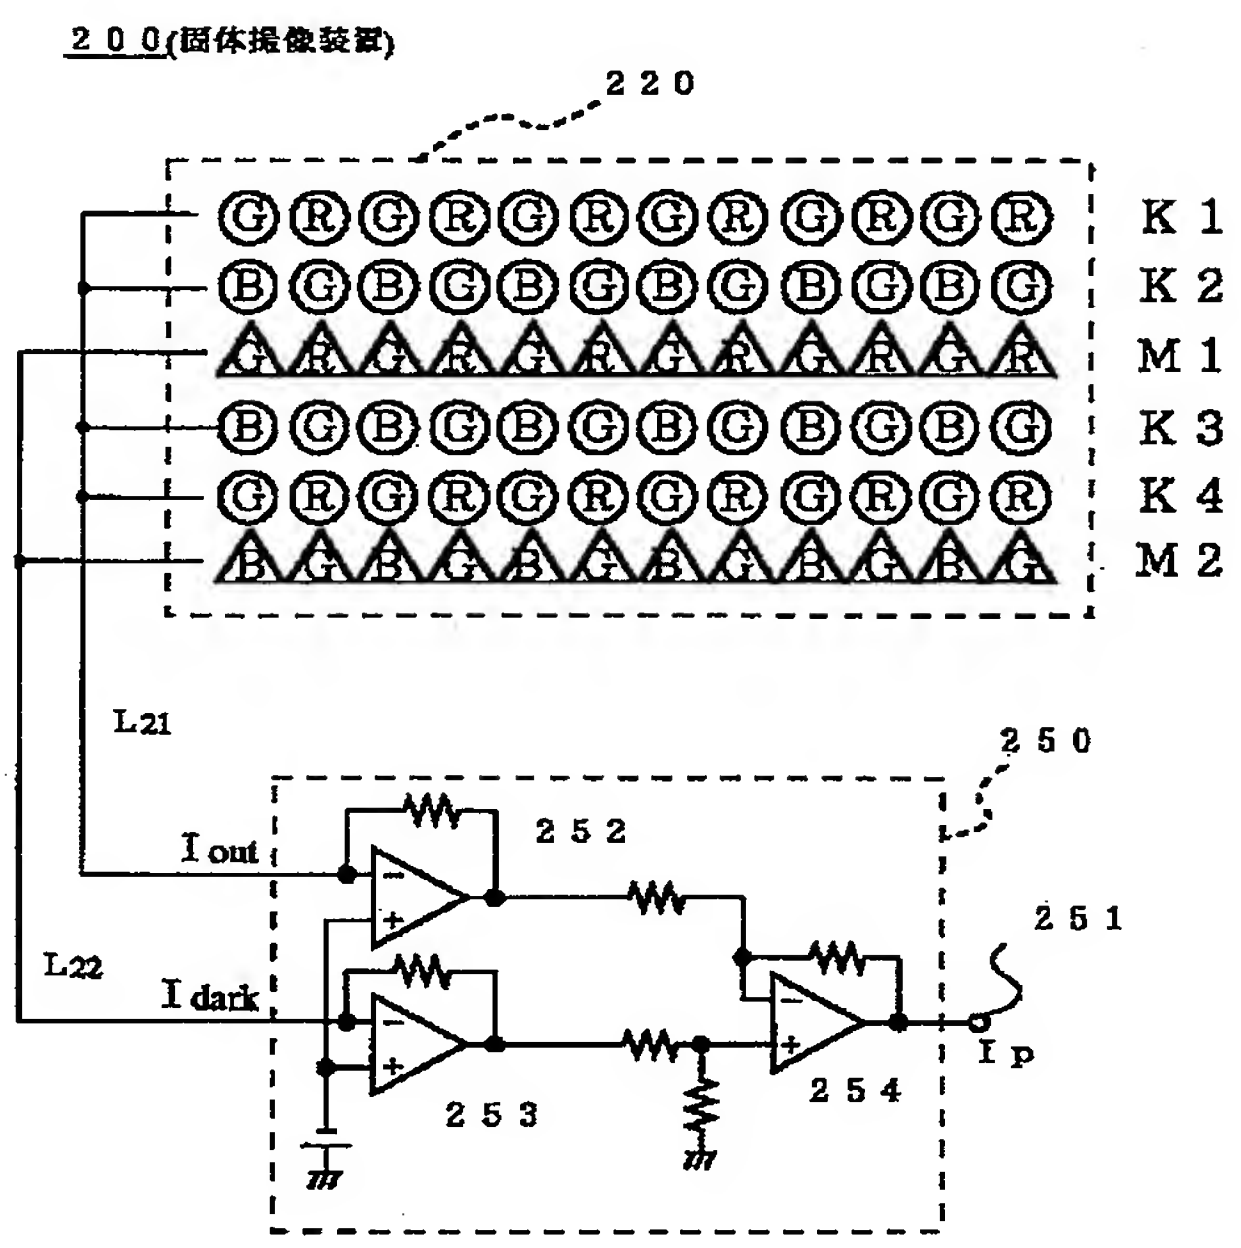 ２００(固体撮像装置)
２２０
G R G R G R G R G R G R Ｋ１
B G B G B G B G B G B G Ｋ２
G R G R G R G R G R G R Ｍ１
B G B G B G B G B G B G Ｋ３
G R G R G R G R G R G R Ｋ４
B G B G B G B G B G B G Ｍ２
L21
２５０
２５２
I out
−
+
２５１
L22
I dark
−
−
+
+
I p
２５４
２５３